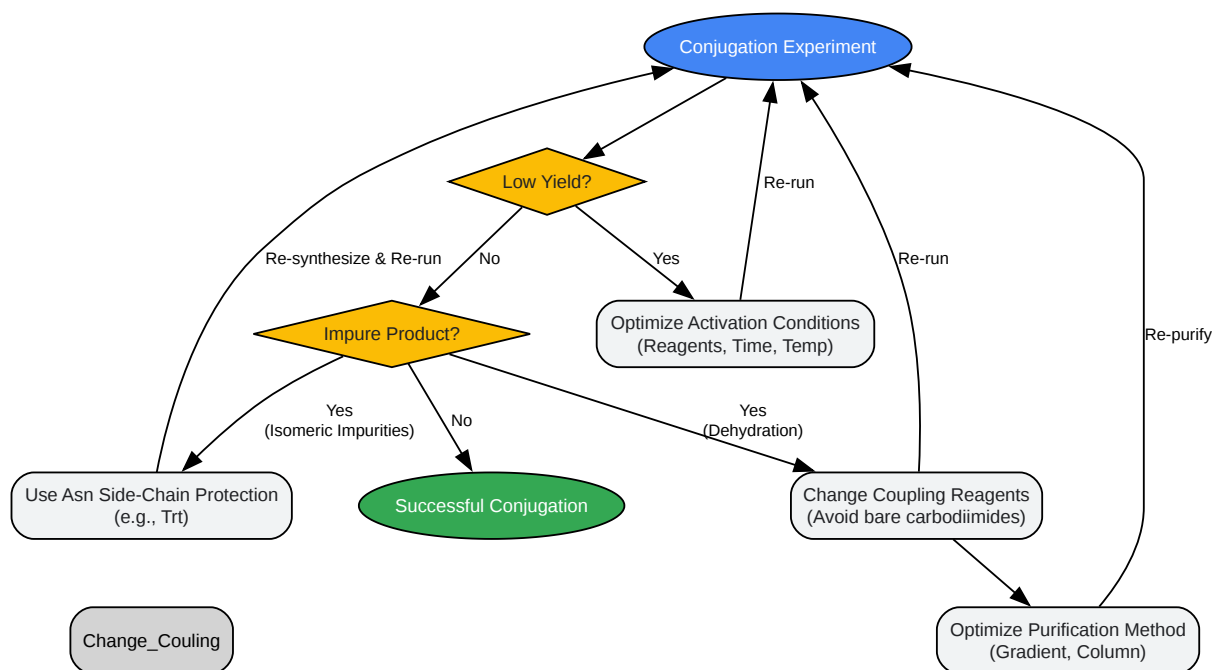 Conjugation Experiment
Low Yield?
Re-run
Re-synthesize & Re-run
No
Yes
Re-run
Optimize Activation Conditions
(Reagents, Time, Temp)
Impure Product?
Re-purify
Yes
(Isomeric Impurities)
No
Yes
(Dehydration)
Use Asn Side-Chain Protection
(e.g., Trt)
Successful Conjugation
Change Coupling Reagents
(Avoid bare carbodiimides)
Change_Couling
Optimize Purification Method
(Gradient, Column)